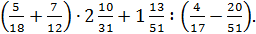 (5/18 + 7/12) · 2 10/31 + 1 13/51 : (4/17 − 20/51).